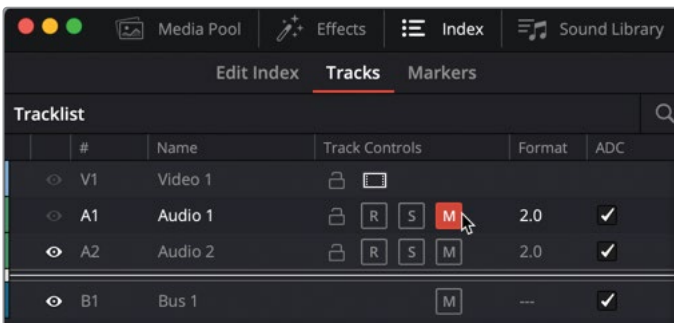 Media Pool Effects Index Sound Library
Edit Index Tracks Markers
Tracklist
# Name Track Controls Format ADC
V1 Video 1
A1 Audio 1 R S M 2.0
A2 Audio 2 R S M 2.0
B1 Bus 1 M ---